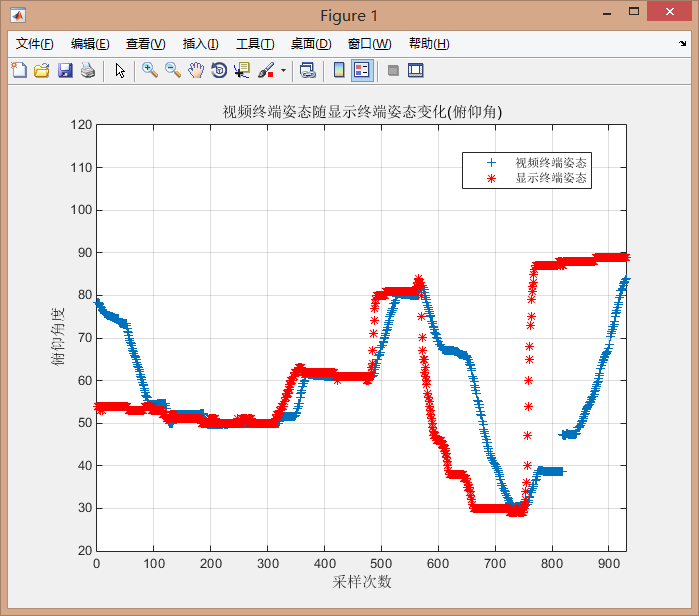 Figure 1
文件(F) 编辑(E) 查看(V) 插入(I) 工具(T) 桌面(D) 窗口(W) 帮助(H)
视频终端姿态随显示终端姿态变化(俯仰角)
120
110
100
90
80
70
60
50
40
30
20
俯仰角度
视频终端姿态
显示终端姿态
0 100 200 300 400 500 600 700 800 900
采样次数